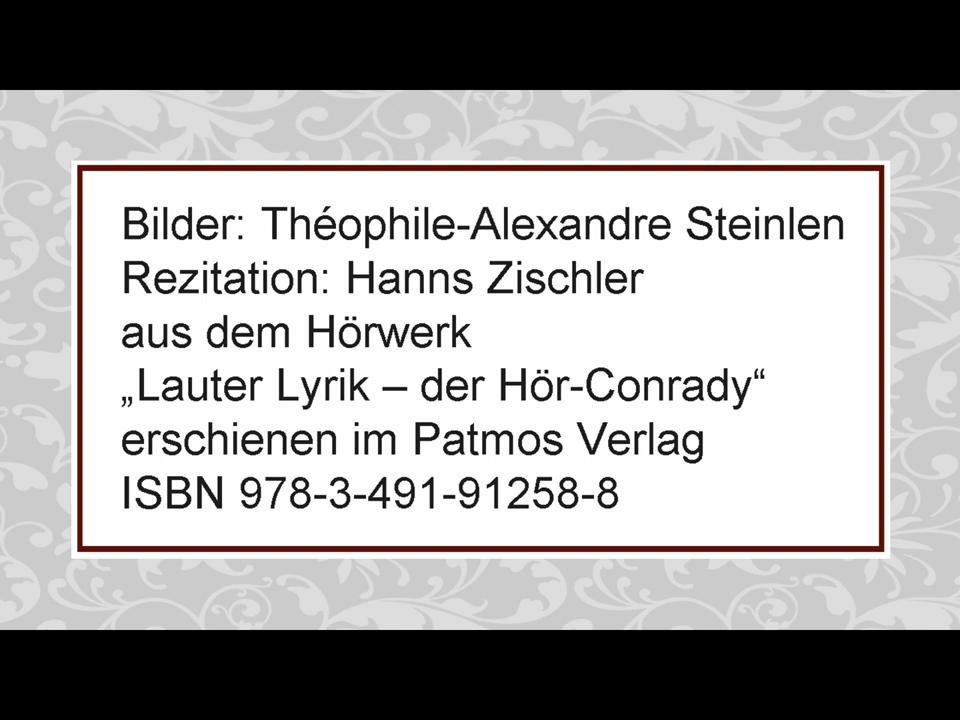 Bilder: Théophile-Alexandre Steinlen
Rezitation: Hanns Zischler
aus dem Hörwerk
„Lauter Lyrik – der Hör-Conrady“
erschienen im Patmos Verlag
ISBN 978-3-491-91258-8